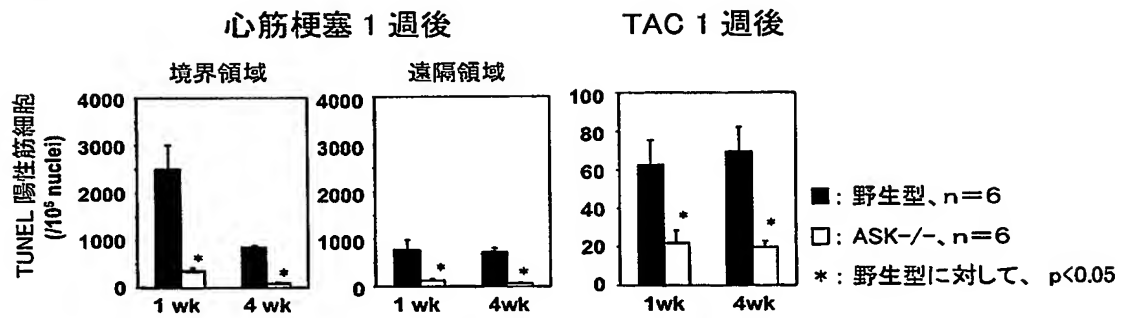 心筋梗塞 1 週後
TAC 1 週後
境界領域
遠隔領域
TUNEL 陽性筋細胞
(/10⁵ nuclei)
4000
3000
2000
1000
0
*
*
1 wk
4 wk
4000
3000
2000
1000
0
*
*
1 wk
4 wk
100
80
60
40
20
0
*
*
1wk
4wk
■: 野生型、n=6
□: ASK-/-、n=6
*: 野生型に対して、 p<0.05